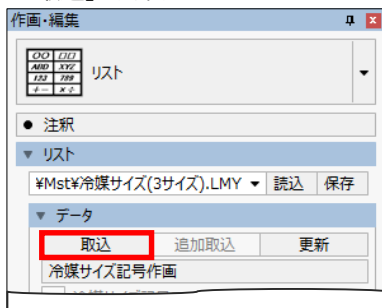 作画・編集
OO DD
ABD XYZ
123 789
+- ×÷
リスト
● 注釈
▼ リスト
¥Mst¥冷媒サイズ(3サイズ).LMY ▼ 読込 保存
▼ データ
取込 追加取込 更新
冷媒サイズ記号作画